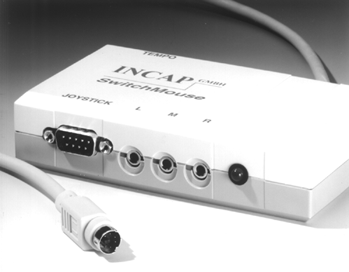 TEMPO
INCAP GMBH
SwitchMouse
JOYSTICK L M R